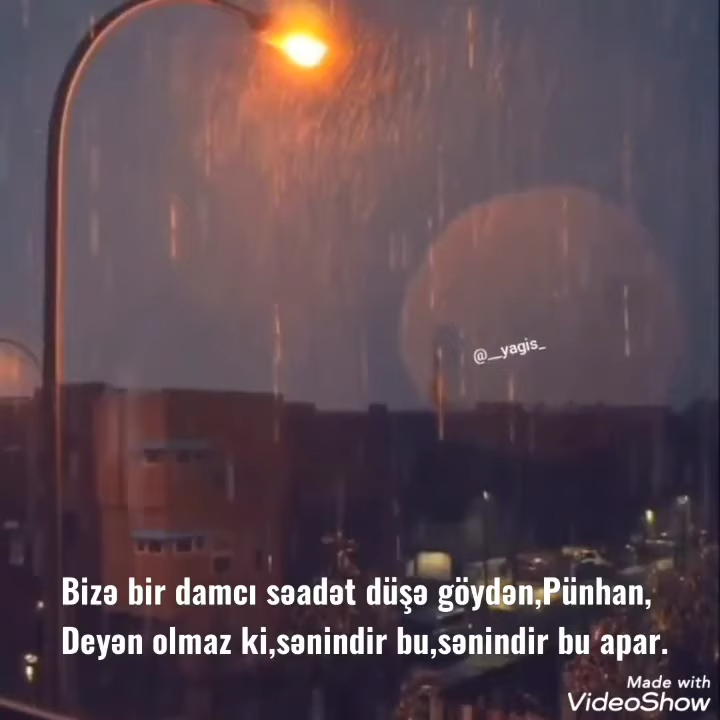 @__yagis_
Bizə bir damcı səadət düşə göydən,Pünhan,
Deyən olmaz ki,sənindir bu,sənindir bu apar.
Made with
VideoShow